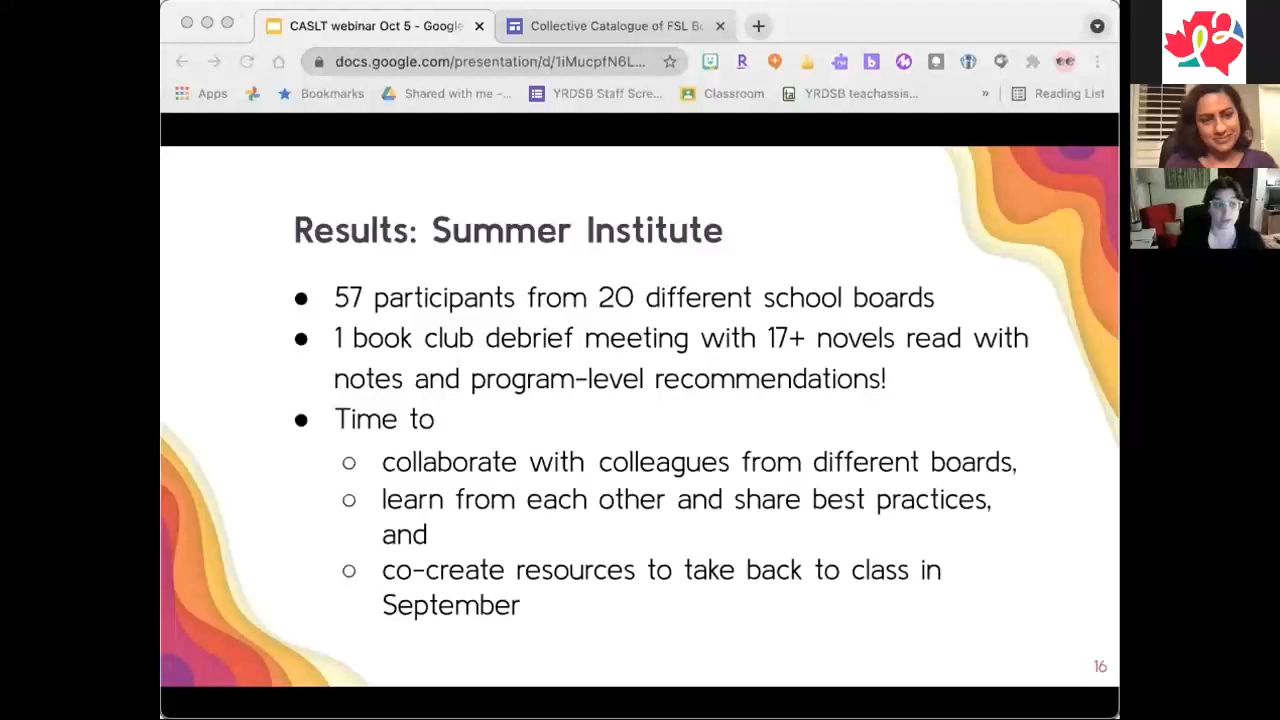 CASLT webinar Oct 5 - Google
Collective Catalogue of FSL Bo
docs.google.com/presentation/d/1iMucpfN6L...
Apps
Bookmarks
Shared with me -...
YRDSB Staff Scre...
Classroom
YRDSB teachassis...
»
Reading List
Results: Summer Institute
● 57 participants from 20 different school boards
● 1 book club debrief meeting with 17+ novels read with
notes and program-level recommendations!
● Time to
○ collaborate with colleagues from different boards,
○ learn from each other and share best practices,
and
○ co-create resources to take back to class in
September
16